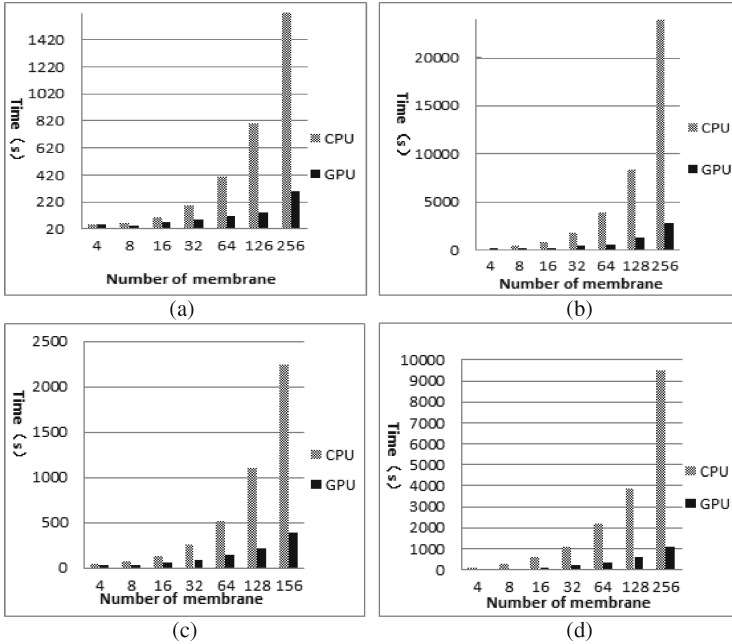 1420
1220
1020
820
620
420
220
20
Time (s)
4 8 16 32 64 126 256
Number of membrane
CPU
GPU
(a)
20000
15000
10000
5000
0
Time (s)
4 8 16 32 64 128 256
Number of membrane
CPU
GPU
(b)
2500
2000
1500
1000
500
0
Time (s)
4 8 16 32 64 128 156
Number of membrane
CPU
GPU
(c)
10000
9000
8000
7000
6000
5000
4000
3000
2000
1000
0
Time (s)
4 8 16 32 64 128 256
Number of membrane
CPU
GPU
(d)